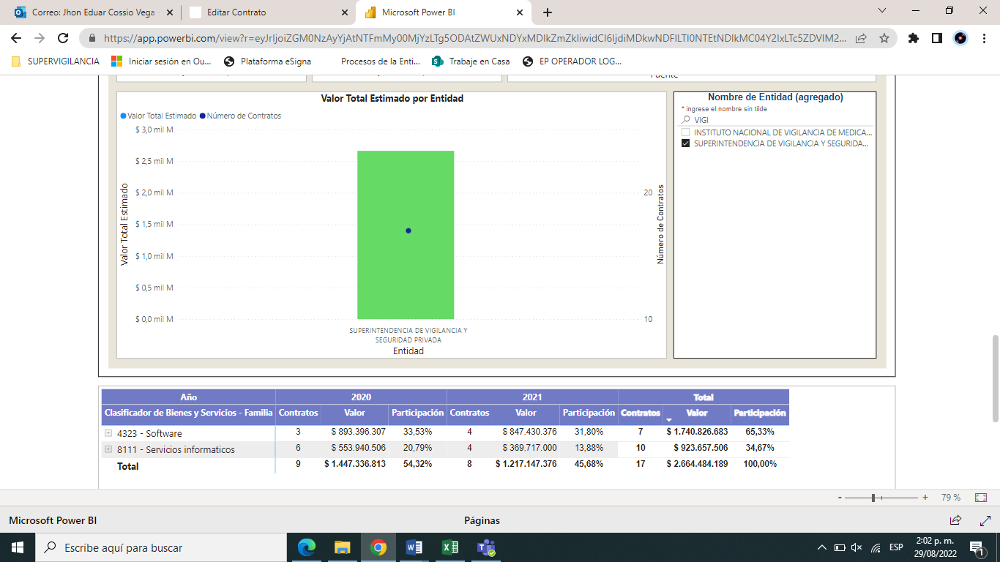 Correo: Jhon Eduar Cossio Vega
Editar Contrato
Microsoft Power BI
SUPERVIGILANCIA
Iniciar sesión en Ou...
Plataforma eSigna
Procesos de la Enti...
Trabaje en Casa
EP OPERADOR LOG...
Valor Total Estimado por Entidad
Valor Total Estimado
Número de Contratos
$ 3,0 mil M
$ 2,5 mil M
$ 2,0 mil M
$ 1,5 mil M
$ 1,0 mil M
$ 0,5 mil M
$ 0,0 mil M
Valor Total Estimado
20
10
Número de Contratos
SUPERINTENDENCIA DE VIGILANCIA Y
SEGURIDAD PRIVADA
Entidad
Nombre de Entidad (agregado)
* ingrese el nombre sin tilde
VIGI
INSTITUTO NACIONAL DE VIGILANCIA DE MEDICA...
SUPERINTENDENCIA DE VIGILANCIA Y SEGURIDA...
Año 2020 2021 Total
Clasificador de Bienes y Servicios - Familia Contratos Valor Participación Contratos Valor Participación Contratos Valor Participación
4323 - Software 3 $ 893.396.307 33,53% 4 $ 847.430.376 31,80% 7 $ 1.740.826.683 65,33%
8111 - Servicios informaticos 6 $ 553.940.506 20,79% 4 $ 369.717.000 13,88% 10 $ 923.657.506 34,67%
Total 9 $ 1.447.336.813 54,32% 8 $ 1.217.147.376 45,68% 17 $ 2.664.484.189 100,00%
- + 79 %
Microsoft Power BI
Páginas
Escribe aquí para buscar
ESP
2:02 p. m.
29/08/2022
1